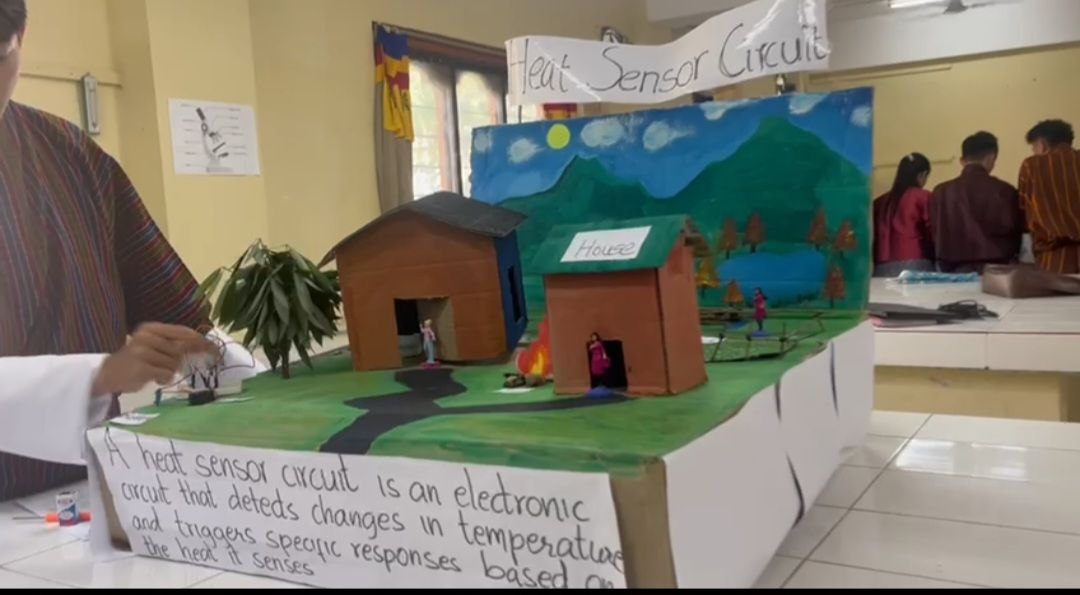 Heat Sensor Circuit
House
A heat sensor circuit is an electronic
circuit that deteds changes in temperature
and triggers specific responses based on
the heat it senses